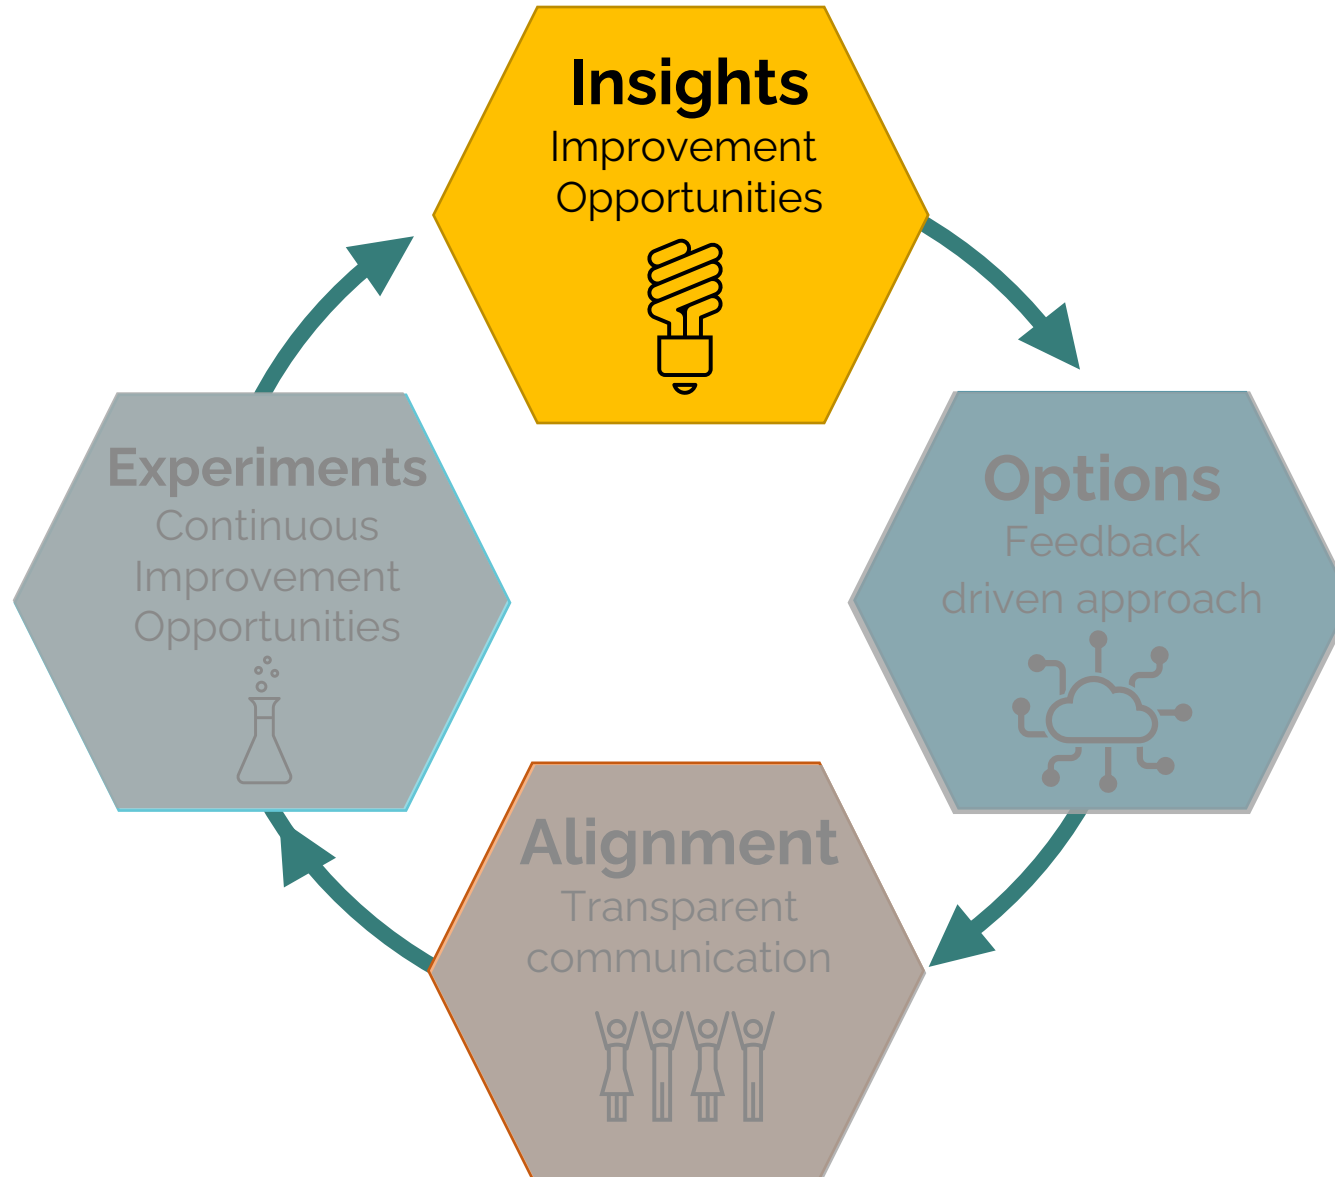 Insights
Improvement
Opportunities
Experiments
Continuous
Improvement
Opportunities
Options
Feedback
driven approach
Alignment
Transparent
communication